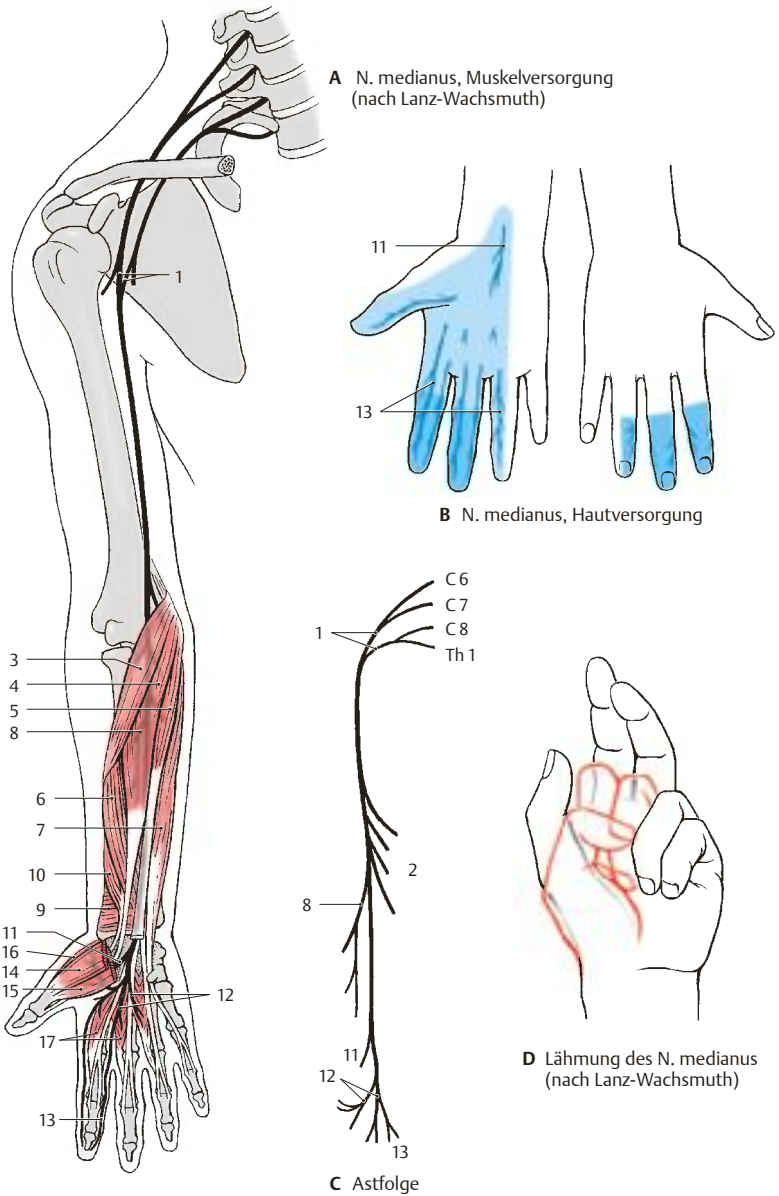 A N. medianus, Muskelversorgung
(nach Lanz-Wachsmuth)
1
11
13
B N. medianus, Hautversorgung
3
4
5
8
6
7
10
9
11
16
14
15
12
17
13
C 6
C 7
C 8
Th 1
1
2
8
11
12
13
C Astfolge
D Lähmung des N. medianus
(nach Lanz-Wachsmuth)